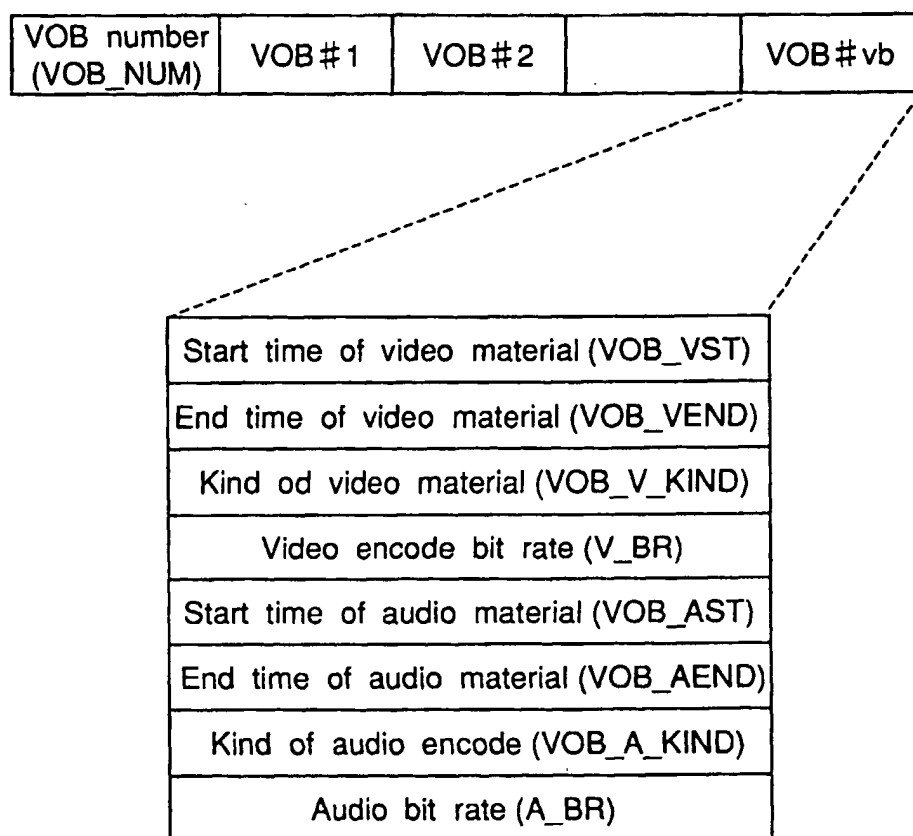 VOB number
(VOB_NUM)
VOB#1
VOB#2
VOB#vb
Start time of video material (VOB_VST)
End time of video material (VOB_VEND)
Kind od video material (VOB_V_KIND)
Video encode bit rate (V_BR)
Start time of audio material (VOB_AST)
End time of audio material (VOB_AEND)
Kind of audio encode (VOB_A_KIND)
Audio bit rate (A_BR)